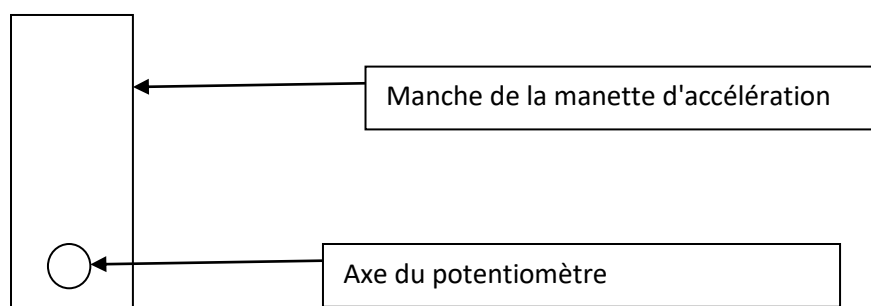 Manche de la manette d'accélération
Axe du potentiomètre